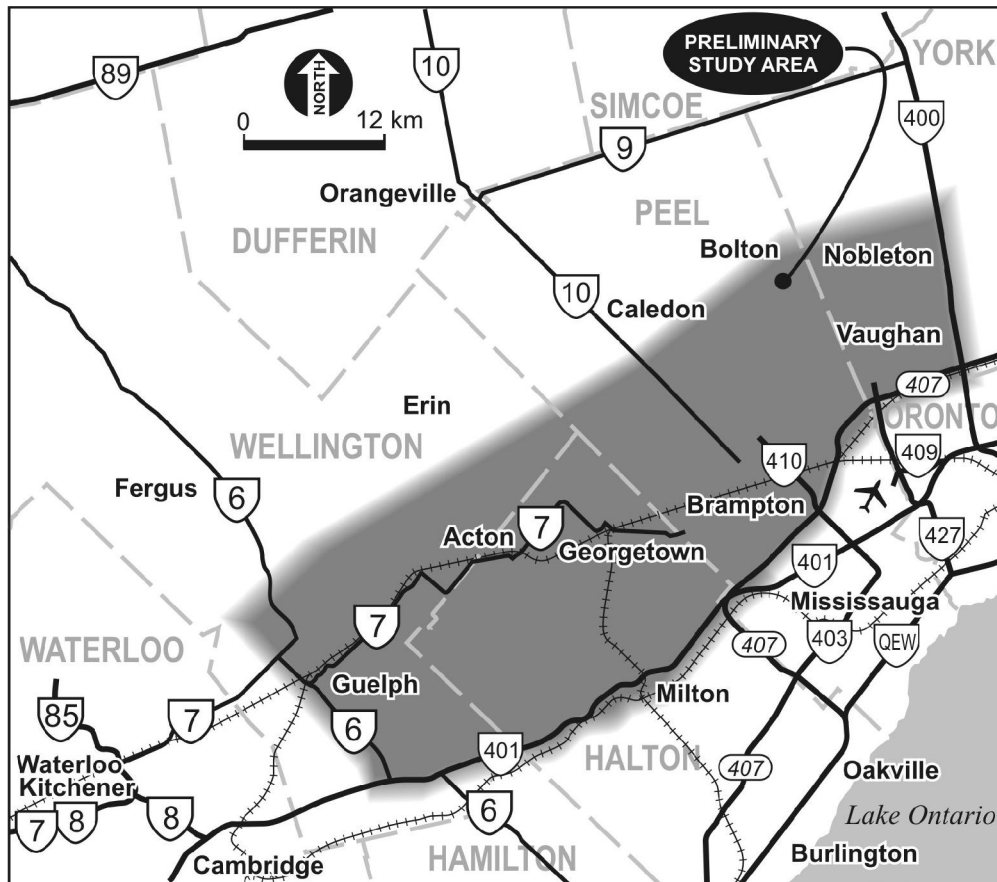 PRELIMINARY
STUDY AREA
YORK
89
10
NORTH
0 12 km
SIMCOE
9
400
Orangeville
PEEL
DUFFERIN
Bolton
Nobleton
10
Caledon
Vaughan
407
Erin
ORONTO
WELLINGTON
410
409
Fergus
6
Brampton
Acton
7
Georgetown
427
401
Mississauga
7
407
403
QEW
WATERLOO
Guelph
Milton
85
7
6
401
HALTON
Waterloo
Kitchener
407
Oakville
7
8
8
6
Lake Ontario
Cambridge
HAMILTON
Burlington